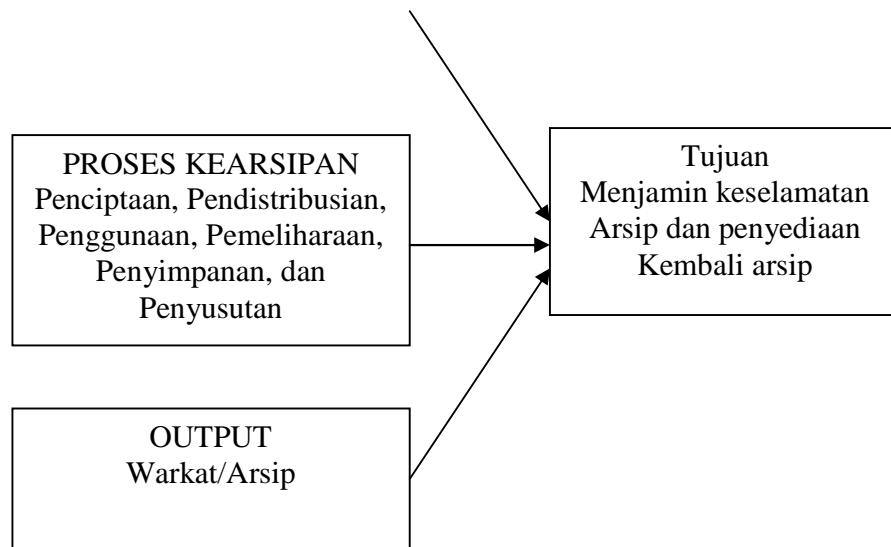 PROSES KEARSIPAN
Penciptaan, Pendistribusian,
Penggunaan, Pemeliharaan,
Penyimpanan, dan
Penyusutan
Tujuan
Menjamin keselamatan
Arsip dan penyediaan
Kembali arsip
OUTPUT
Warkat/Arsip